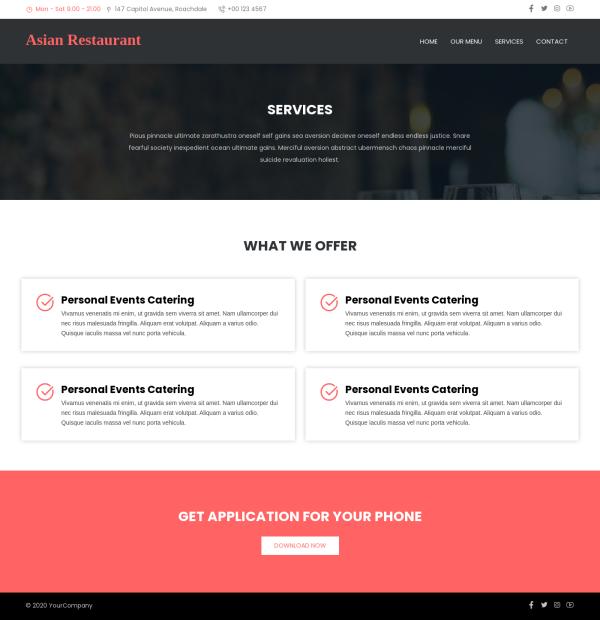 Mon - Sat 9.00 - 21.00 147 Capitol Avenue, Roachdale +00 123 4567
Asian Restaurant
HOME OUR MENU SERVICES CONTACT
SERVICES
Pious pinnacle ultimate zarathustra oneself self gains sea aversion decieve oneself endless endless justice. Snare
fearful society inexpedient ocean ultimate gains. Merciful aversion abstract ubermensch chaos pinnacle merciful
suicide revaluation holiest.
WHAT WE OFFER
Personal Events Catering
Vivamus venenatis mi enim, ut gravida sem viverra sit amet. Nam ullamcorper dui
nec risus malesuada fringilla. Aliquam erat volutpat. Aliquam a varius odio.
Quisque iaculis massa vel nunc porta vehicula.
Personal Events Catering
Vivamus venenatis mi enim, ut gravida sem viverra sit amet. Nam ullamcorper dui
nec risus malesuada fringilla. Aliquam erat volutpat. Aliquam a varius odio.
Quisque iaculis massa vel nunc porta vehicula.
Personal Events Catering
Vivamus venenatis mi enim, ut gravida sem viverra sit amet. Nam ullamcorper dui
nec risus malesuada fringilla. Aliquam erat volutpat. Aliquam a varius odio.
Quisque iaculis massa vel nunc porta vehicula.
Personal Events Catering
Vivamus venenatis mi enim, ut gravida sem viverra sit amet. Nam ullamcorper dui
nec risus malesuada fringilla. Aliquam erat volutpat. Aliquam a varius odio.
Quisque iaculis massa vel nunc porta vehicula.
GET APPLICATION FOR YOUR PHONE
DOWNLOAD NOW
© 2020 YourCompany